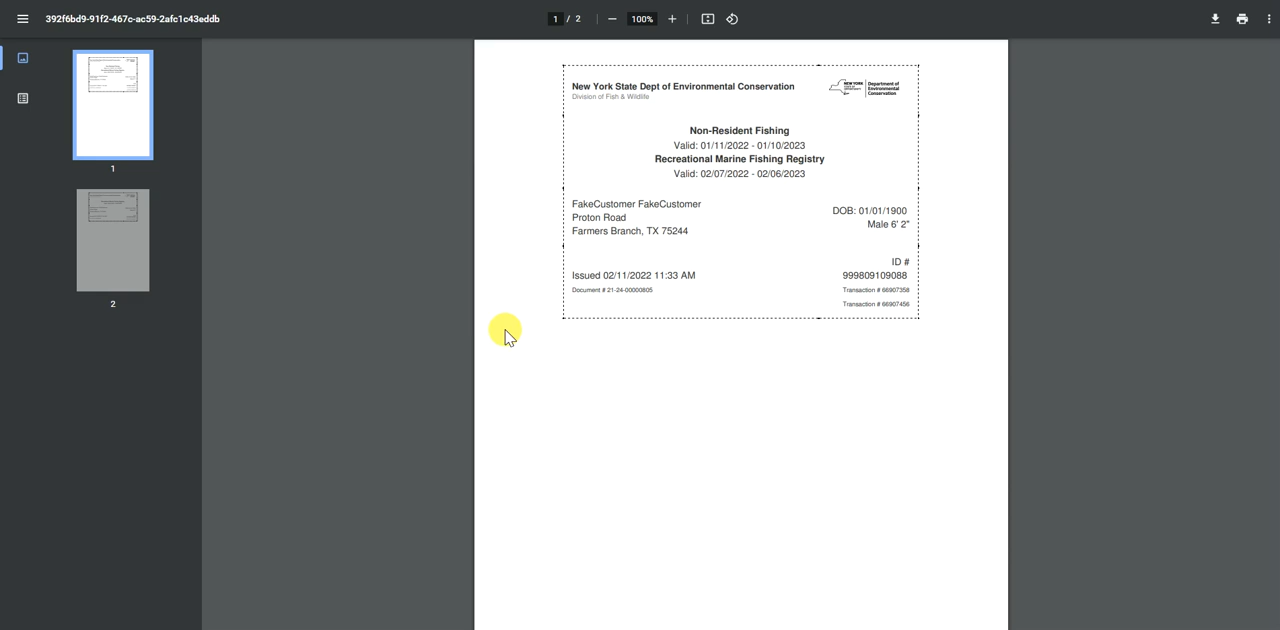 392f6bd9-91f2-467c-ac59-2afc1c43eddb
1 / 2
100%
1
2
New York State Dept of Environmental Conservation
Division of Fish & Wildlife
NEW YORK
Department of
Environmental
Conservation
Non-Resident Fishing
Valid: 01/11/2022 - 01/10/2023
Recreational Marine Fishing Registry
Valid: 02/07/2022 - 02/06/2023
FakeCustomer FakeCustomer
Proton Road
Farmers Branch, TX 75244
DOB: 01/01/1900
Male 6' 2"
ID #
Issued 02/11/2022 11:33 AM
999809109088
Document # 21-24-00000805
Transaction # 66907358
Transaction # 66907456